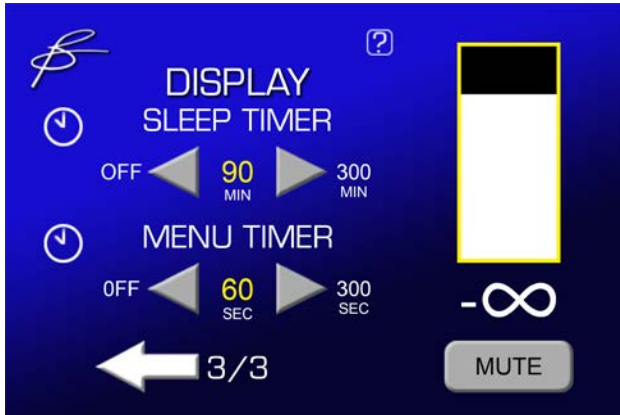 ?
DISPLAY
SLEEP TIMER
OFF 90 MIN 300 MIN
MENU TIMER
0FF 60 SEC 300 SEC
-∞
3/3
MUTE